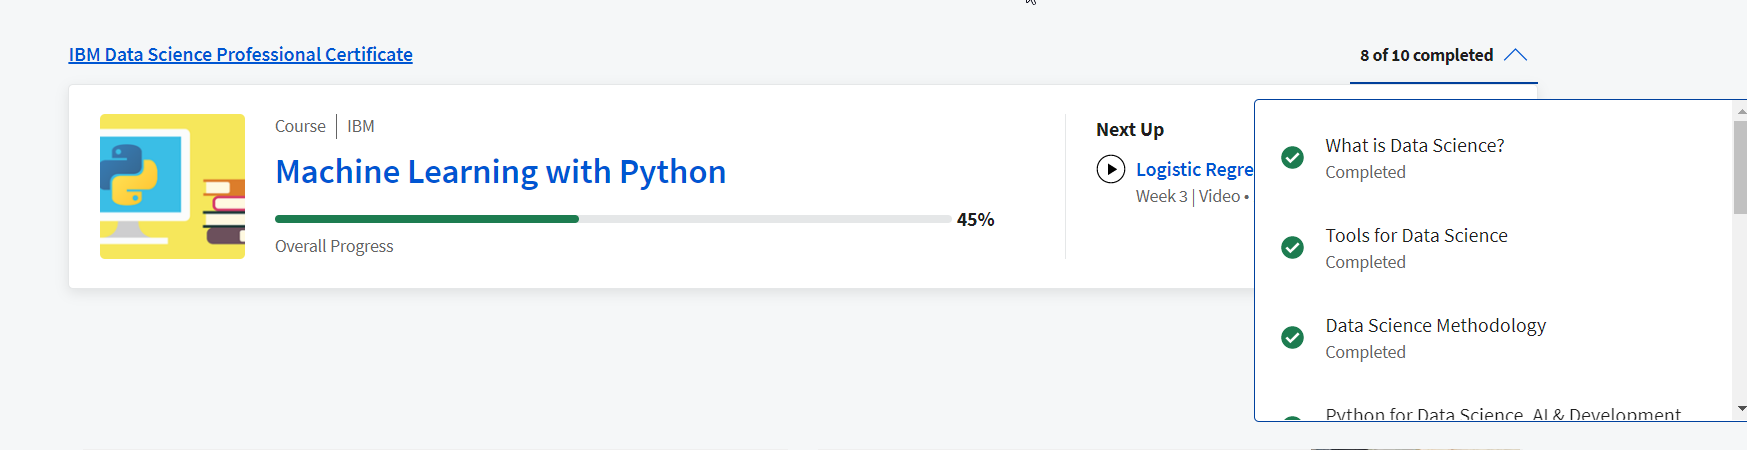 IBM Data Science Professional Certificate
8 of 10 completed
Course | IBM
Machine Learning with Python
45%
Overall Progress
Next Up
Logistic Regre
Week 3 | Video •
What is Data Science?
Completed
Tools for Data Science
Completed
Data Science Methodology
Completed
Python for Data Science, AI & Development